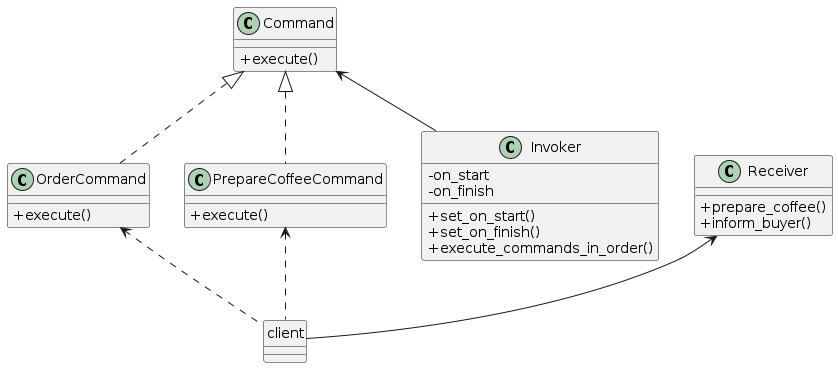 C Command
+execute()
C OrderCommand
+execute()
C PrepareCoffeeCommand
+execute()
C Invoker
-on_start
-on_finish
+set_on_start()
+set_on_finish()
+execute_commands_in_order()
C Receiver
+prepare_coffee()
+inform_buyer()
client